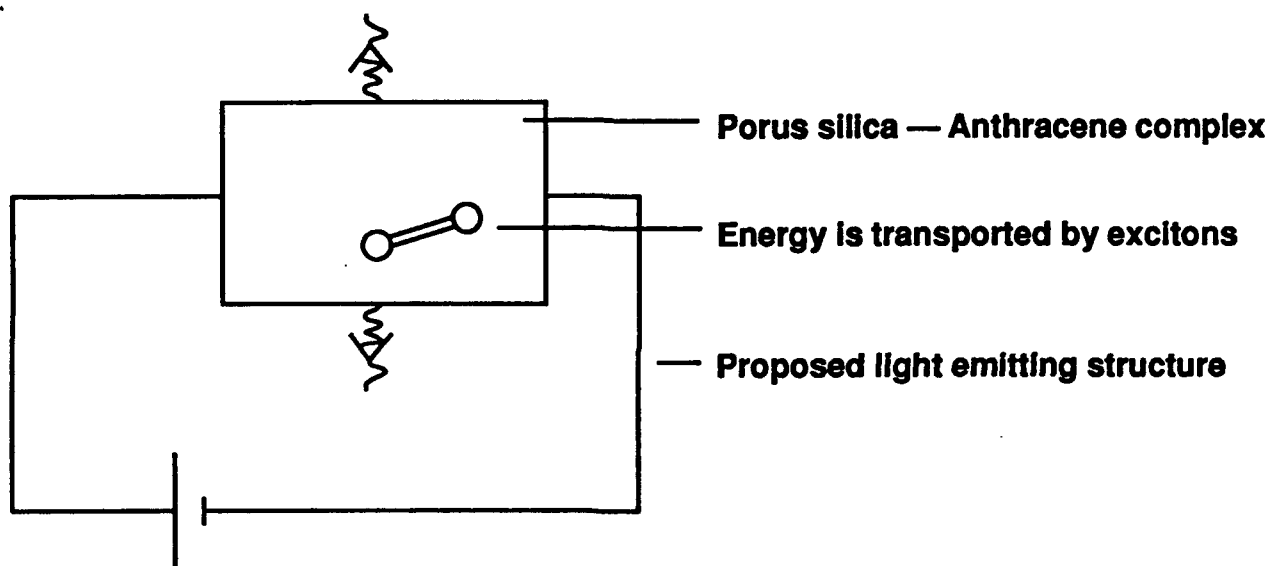 Porus silica — Anthracene complex
Energy is transported by excitons
Proposed light emitting structure